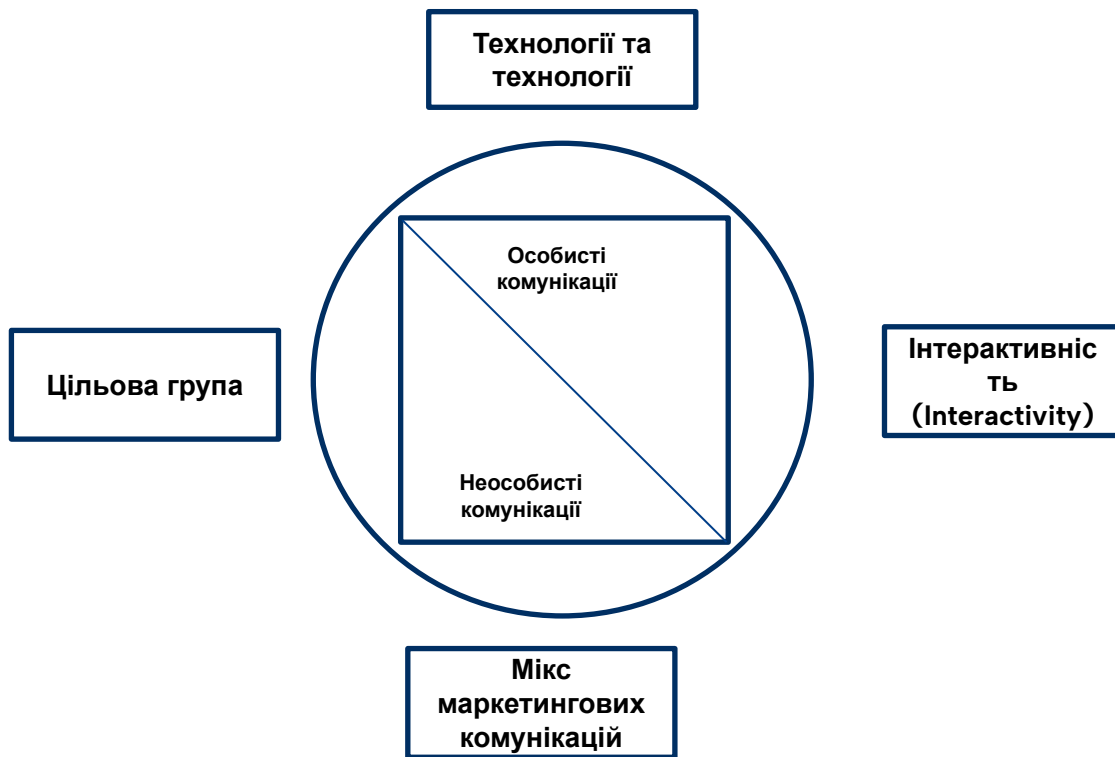 Технології та
технології
Особисті
комунікації
Цільова група
Інтерактивніс
ть
(Interactivity)
Неособисті
комунікації
Мікс
маркетингових
комунікацій